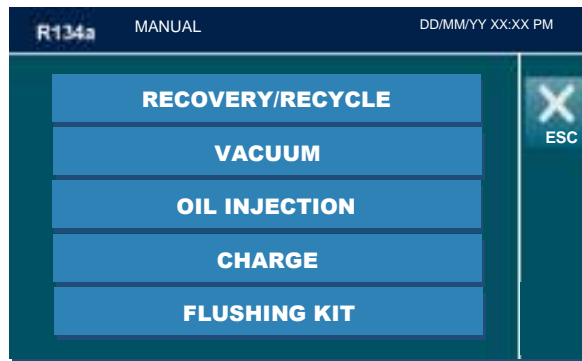 R134a MANUAL DD/MM/YY XX:XX PM
RECOVERY/RECYCLE
ESC
VACUUM
OIL INJECTION
CHARGE
FLUSHING KIT